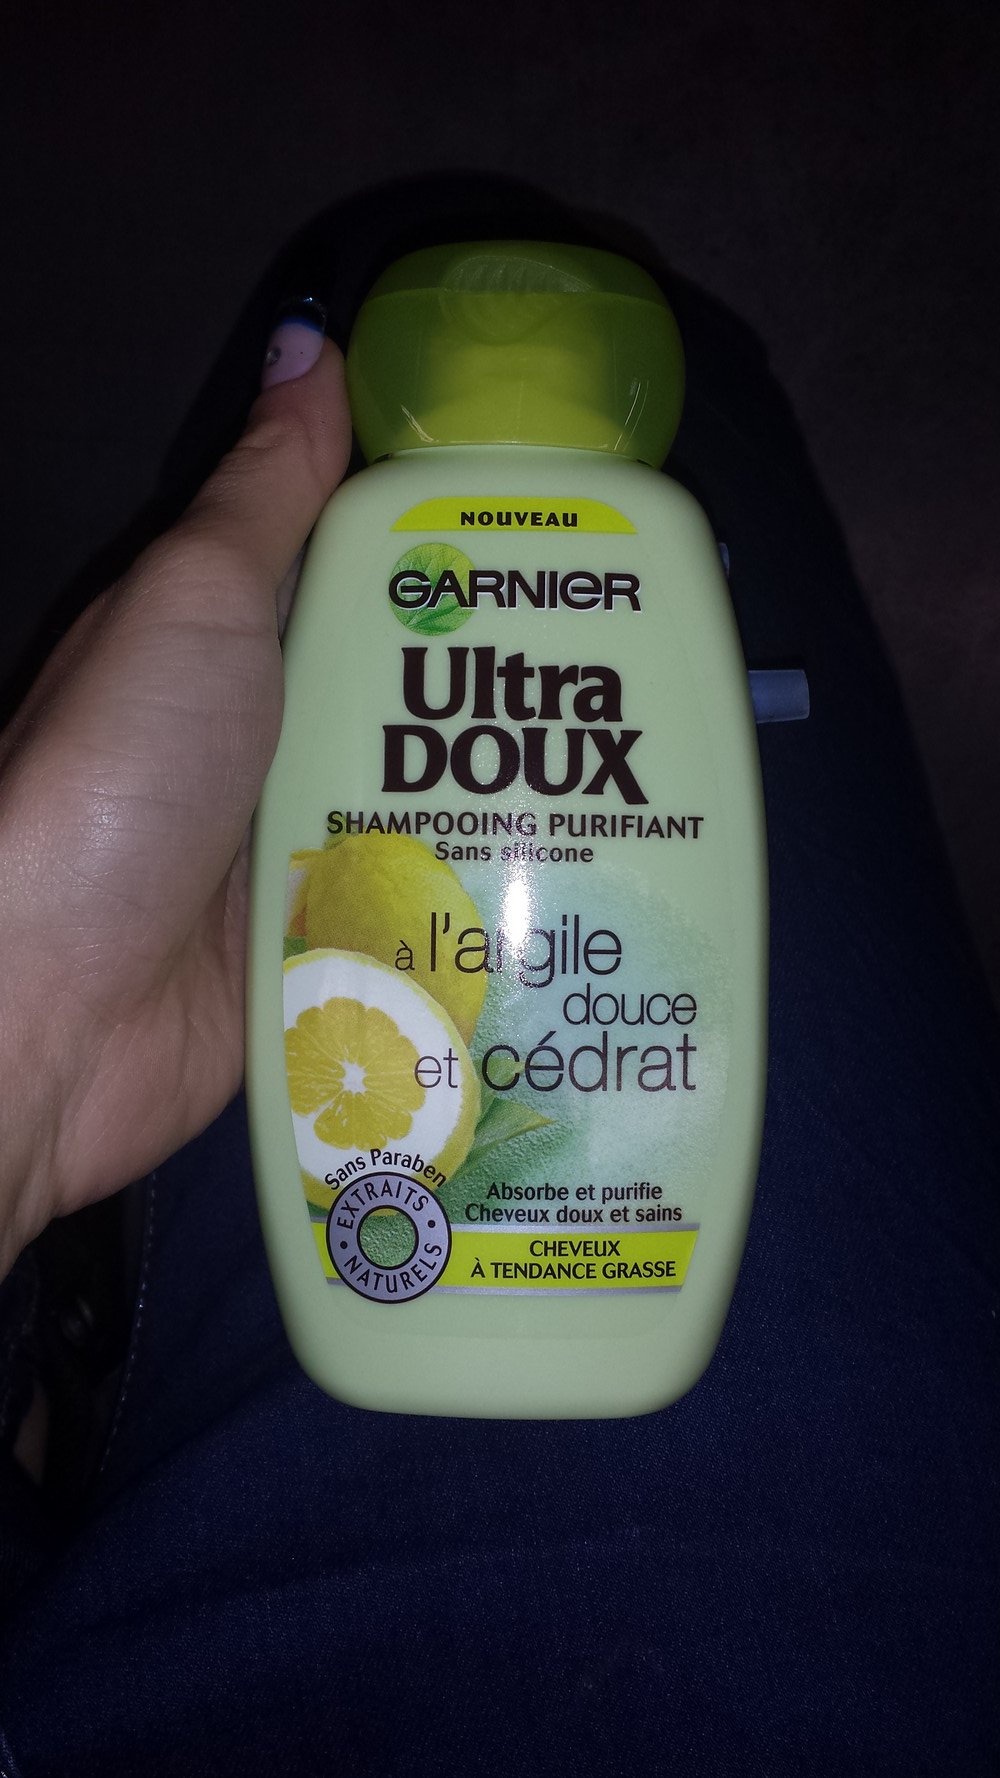 NOUVEAU
GARNIER
Ultra
DOUX
SHAMPOOING PURIFIANT
Sans silicone
à l'argile
douce
et cédrat
Sans Paraben
EXTRAITS
• NATURELS •
Absorbe et purifie
Cheveux doux et sains
CHEVEUX
À TENDANCE GRASSE